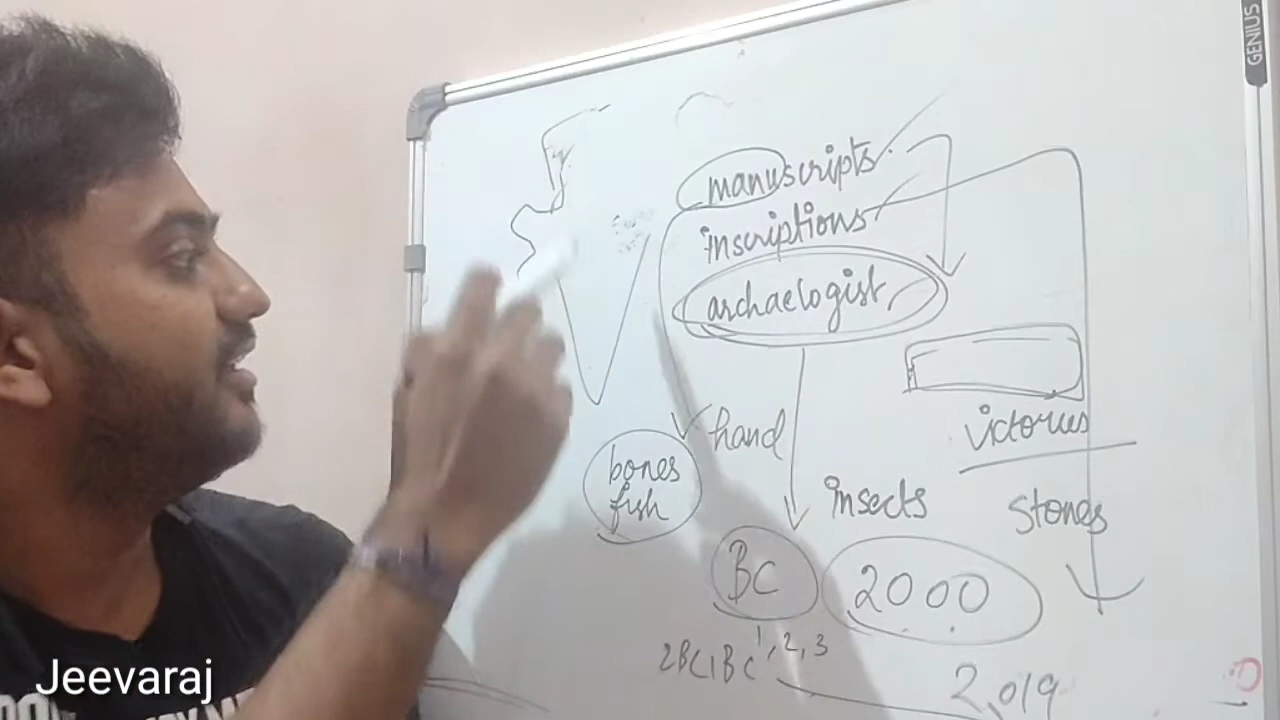 GENIUS
manuscripts
inscriptions
archaelogist
victories
hand
bones
fish
insects
stones
BC
2000
2BC 1BC 1, 2, 3
2019
Jeevaraj